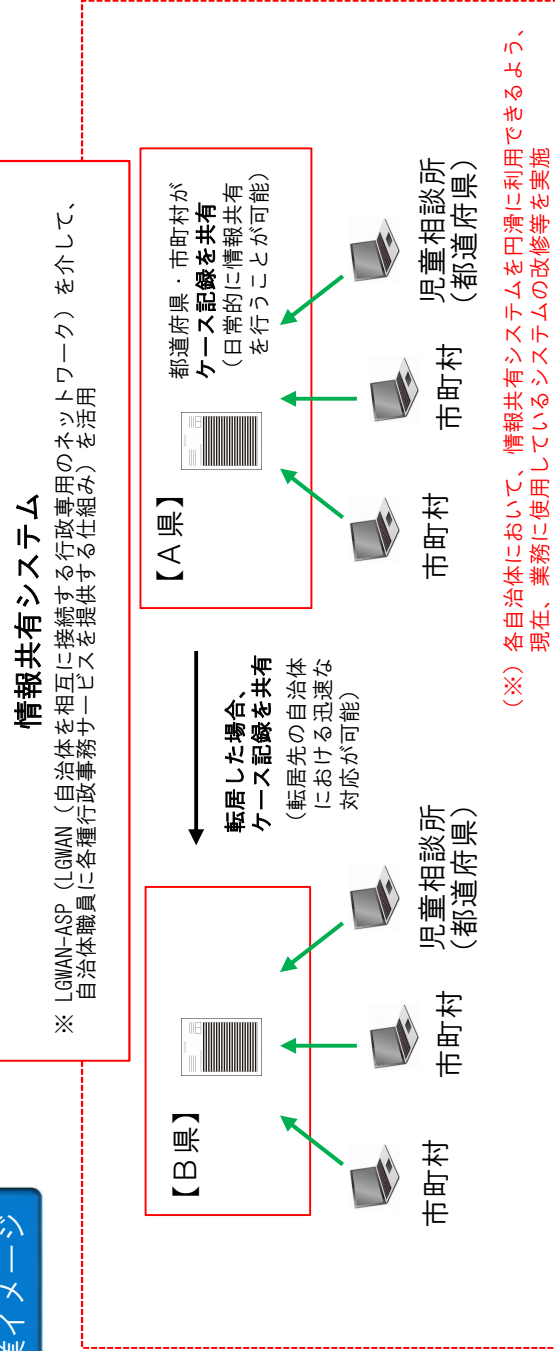 イメージ
情報共有システム
※ LGWAN-ASP（LGWAN（自治体を相互に接続する行政専用のネットワーク）を介して、
自治体職員に各種行政事務サービスを提供する仕組み）を活用
【B県】
市町村
市町村
児童相談所
（都道府県）
転居した場合、
ケース記録を共有
（転居先の自治体
における迅速な
対応が可能）
【A県】
都道府県・市町村が
ケース記録を共有
（日常的に情報共有
を行うことが可能）
市町村
市町村
児童相談所
（都道府県）
（※）各自治体において、情報共有システムを円滑に利用できるよう、
現在、業務に使用しているシステムの改修等を実施